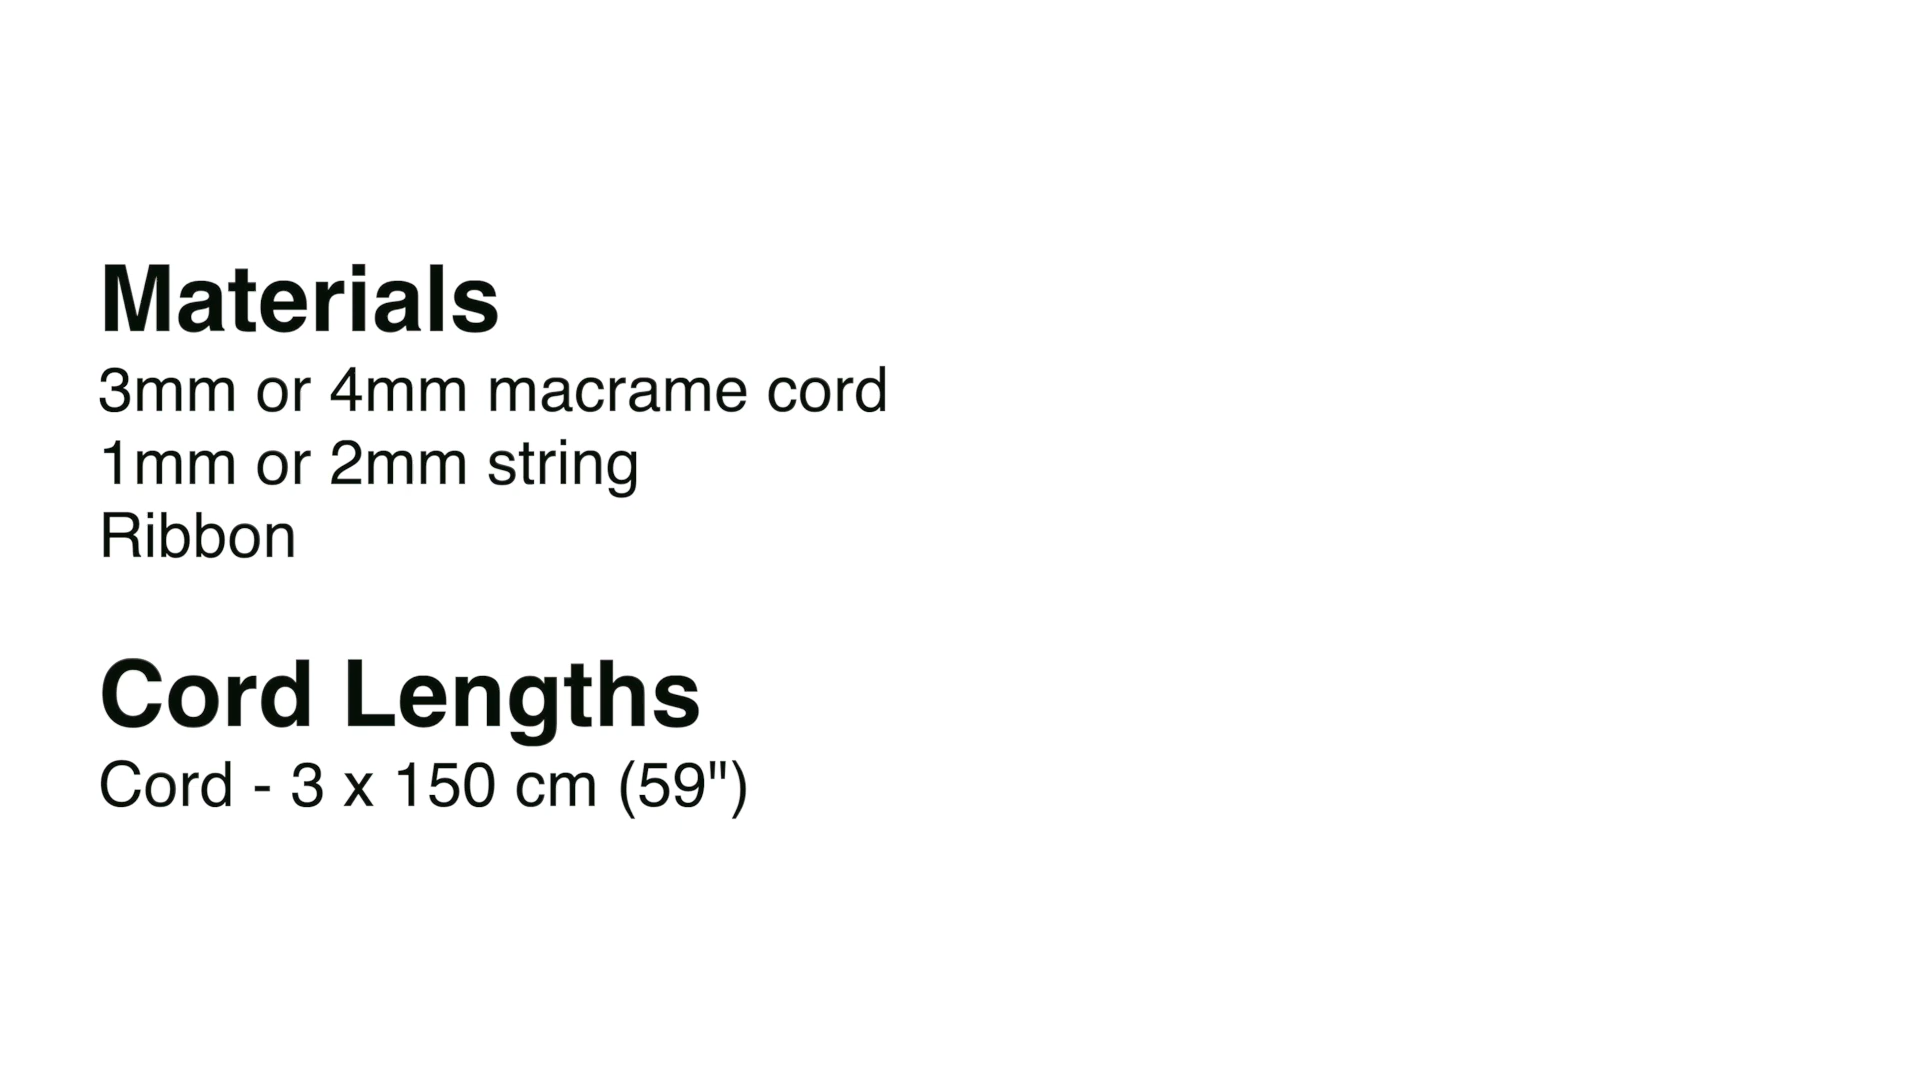 Materials
3mm or 4mm macrame cord
1mm or 2mm string
Ribbon
Cord Lengths
Cord - 3 x 150 cm (59")